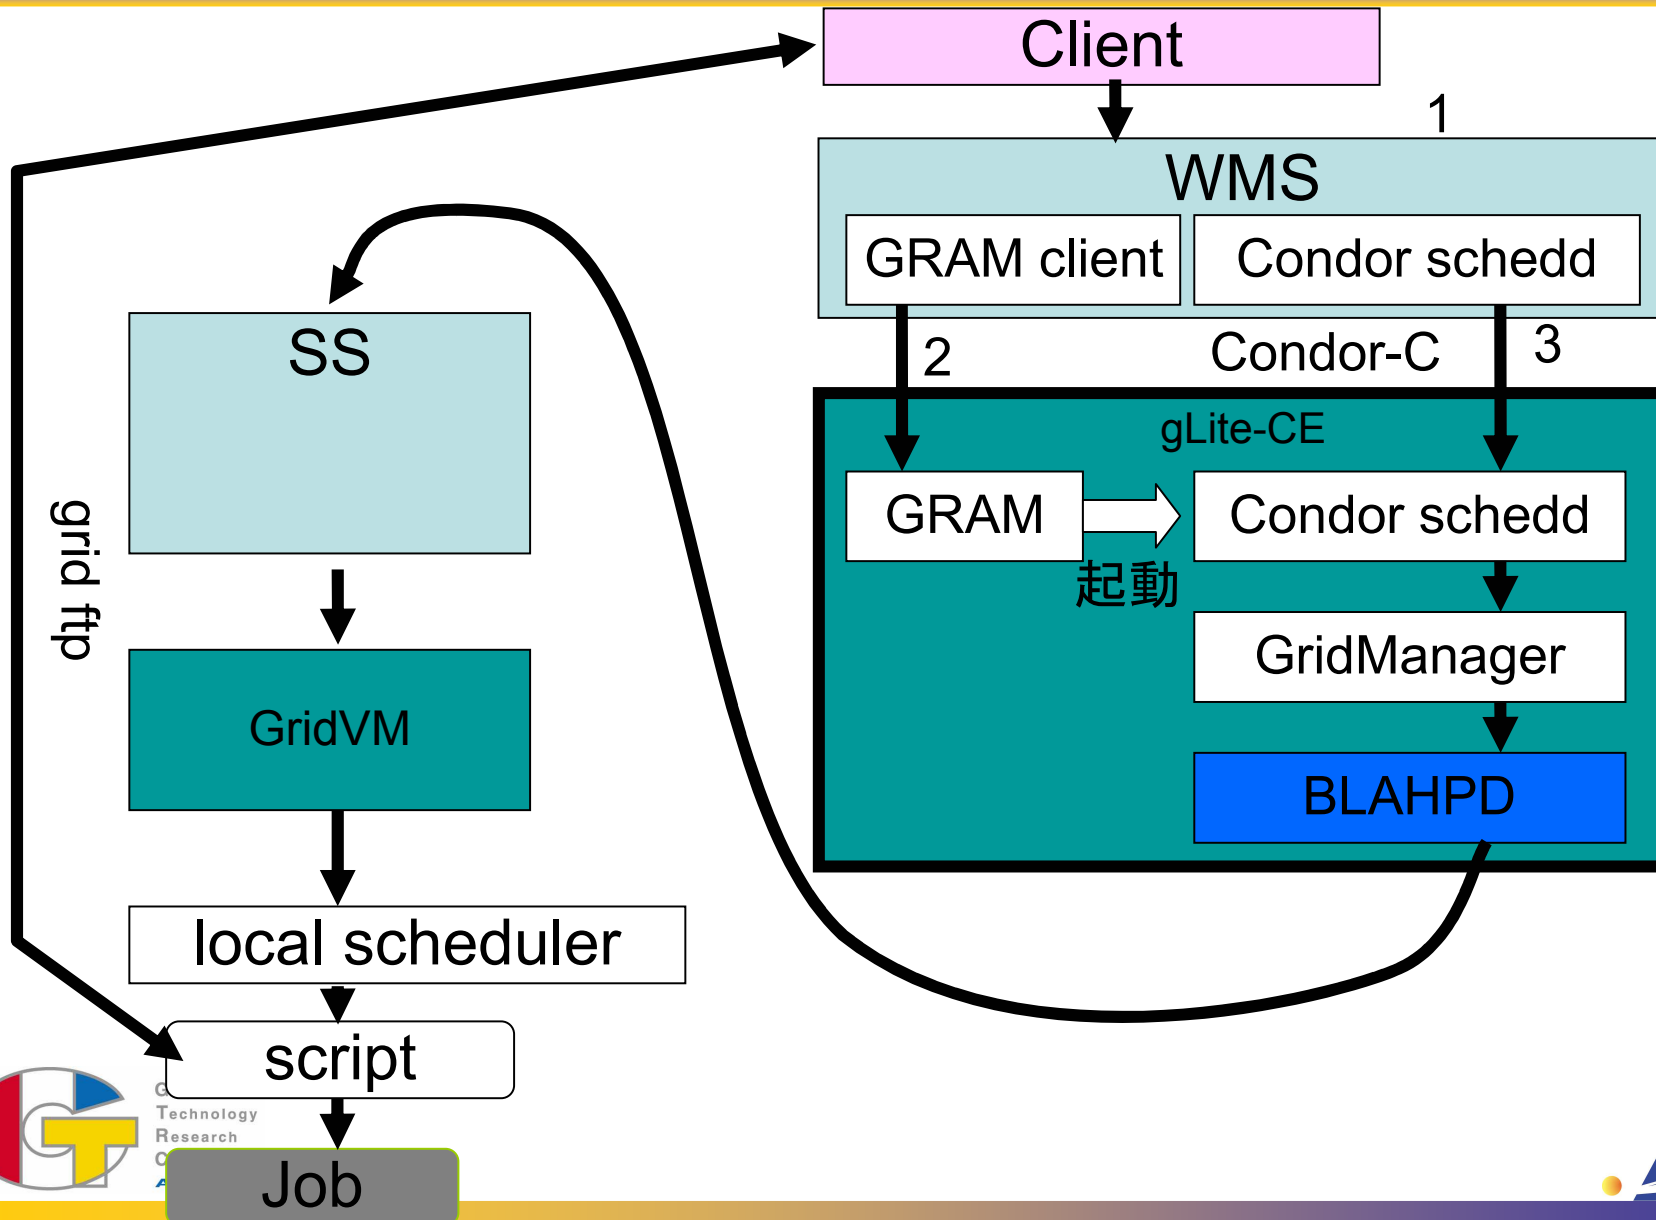 Client
1
WMS
GRAM client
Condor schedd
2
Condor-C
3
gLite-CE
GRAM
起動
Condor schedd
GridManager
BLAHPD
SS
GridVM
grid ftp
local scheduler
script
Job
Technology
Research